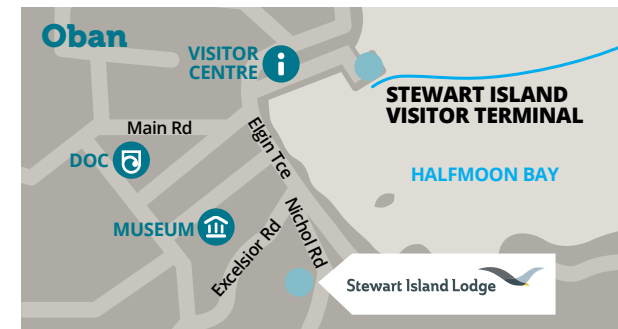 Oban
VISITOR
CENTRE
STEWART ISLAND
VISITOR TERMINAL
Main Rd
Elgin Tce
DOC
HALFMOON BAY
MUSEUM
Excelsior Rd
Nichol Rd
Stewart Island Lodge